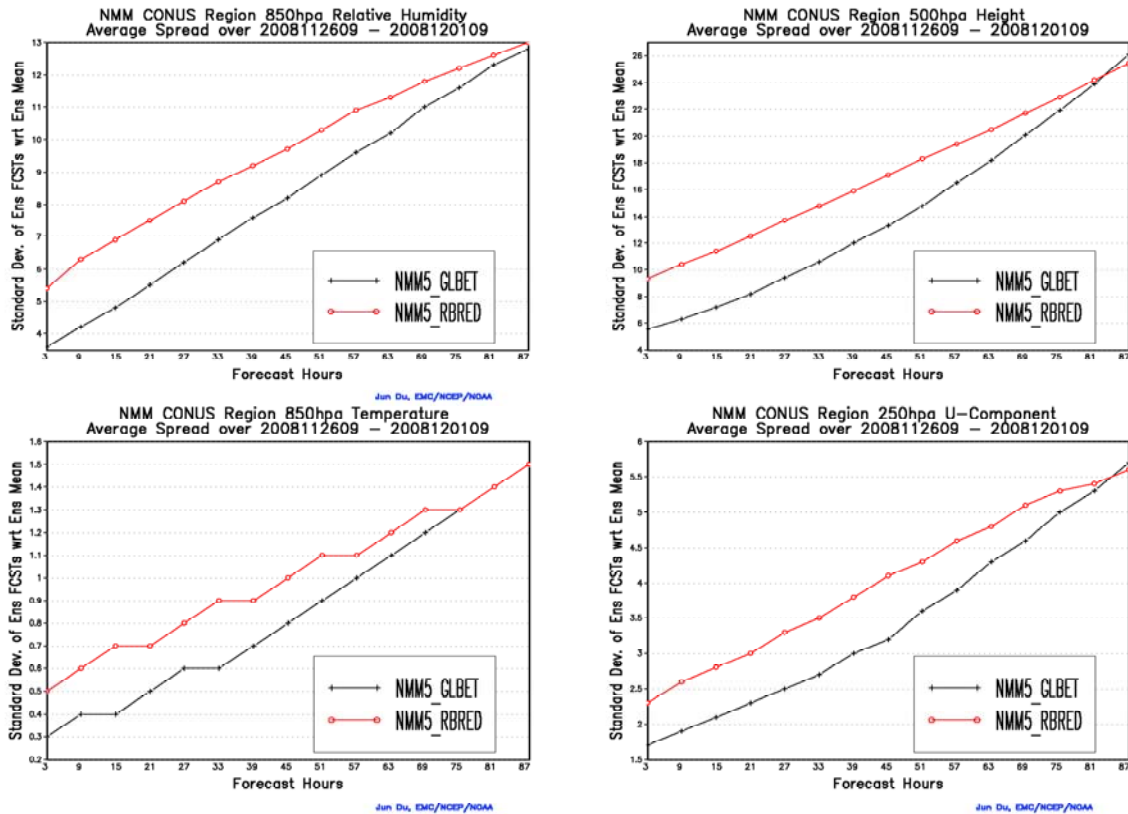 NMM CONUS Region 850hpa Relative Humidity
Average Spread over 2008112609 – 2008120109
Standard Dev. of Ens FCSTs wrt Ens Mean
13
12
11
10
9
8
7
6
5
4
NMM5_GLBET
NMM5_RBRED
3 9 15 21 27 33 39 45 51 57 63 69 75 81 87
Forecast Hours
Jun Du, EMC/NCEP/NOAA
NMM CONUS Region 500hpa Height
Average Spread over 2008112609 – 2008120109
Standard Dev. of Ens FCSTs wrt Ens Mean
26
24
22
20
18
16
14
12
10
8
6
4
NMM5_GLBET
NMM5_RBRED
3 9 15 21 27 33 39 45 51 57 63 69 75 81 87
Forecast Hours
Jun Du, EMC/NCEP/NOAA
NMM CONUS Region 850hpa Temperature
Average Spread over 2008112609 – 2008120109
Standard Dev. of Ens FCSTs wrt Ens Mean
1.6
1.5
1.4
1.3
1.2
1.1
1
0.9
0.8
0.7
0.6
0.5
0.4
0.3
0.2
NMM5_GLBET
NMM5_RBRED
3 9 15 21 27 33 39 45 51 57 63 69 75 81 87
Forecast Hours
Jun Du, EMC/NCEP/NOAA
NMM CONUS Region 250hpa U-Component
Average Spread over 2008112609 – 2008120109
Standard Dev. of Ens FCSTs wrt Ens Mean
6
5.5
5
4.5
4
3.5
3
2.5
2
1.5
NMM5_GLBET
NMM5_RBRED
3 9 15 21 27 33 39 45 51 57 63 69 75 81 87
Forecast Hours
Jun Du, EMC/NCEP/NOAA